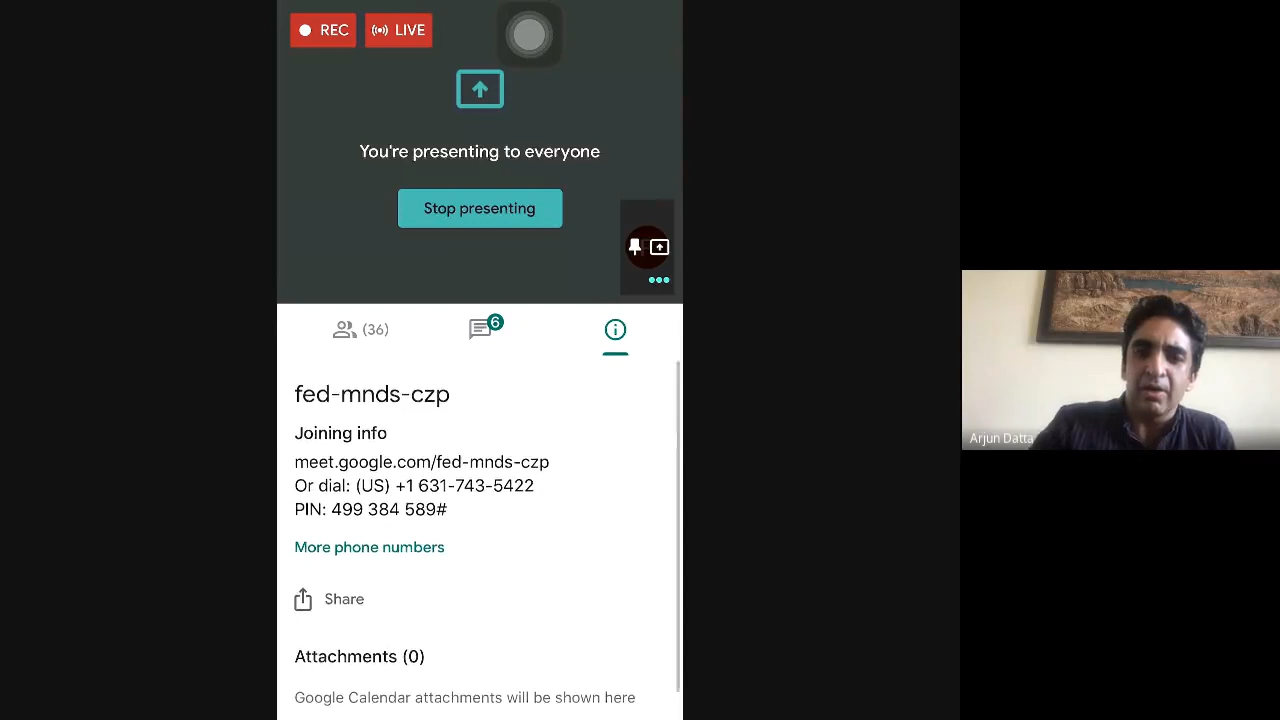 REC
LIVE
You're presenting to everyone
Stop presenting
(36)
6
fed-mnds-czp
Joining info
meet.google.com/fed-mnds-czp
Or dial: (US) +1 631-743-5422
PIN: 499 384 589#
More phone numbers
Share
Attachments (0)
Google Calendar attachments will be shown here
Arjun Datta